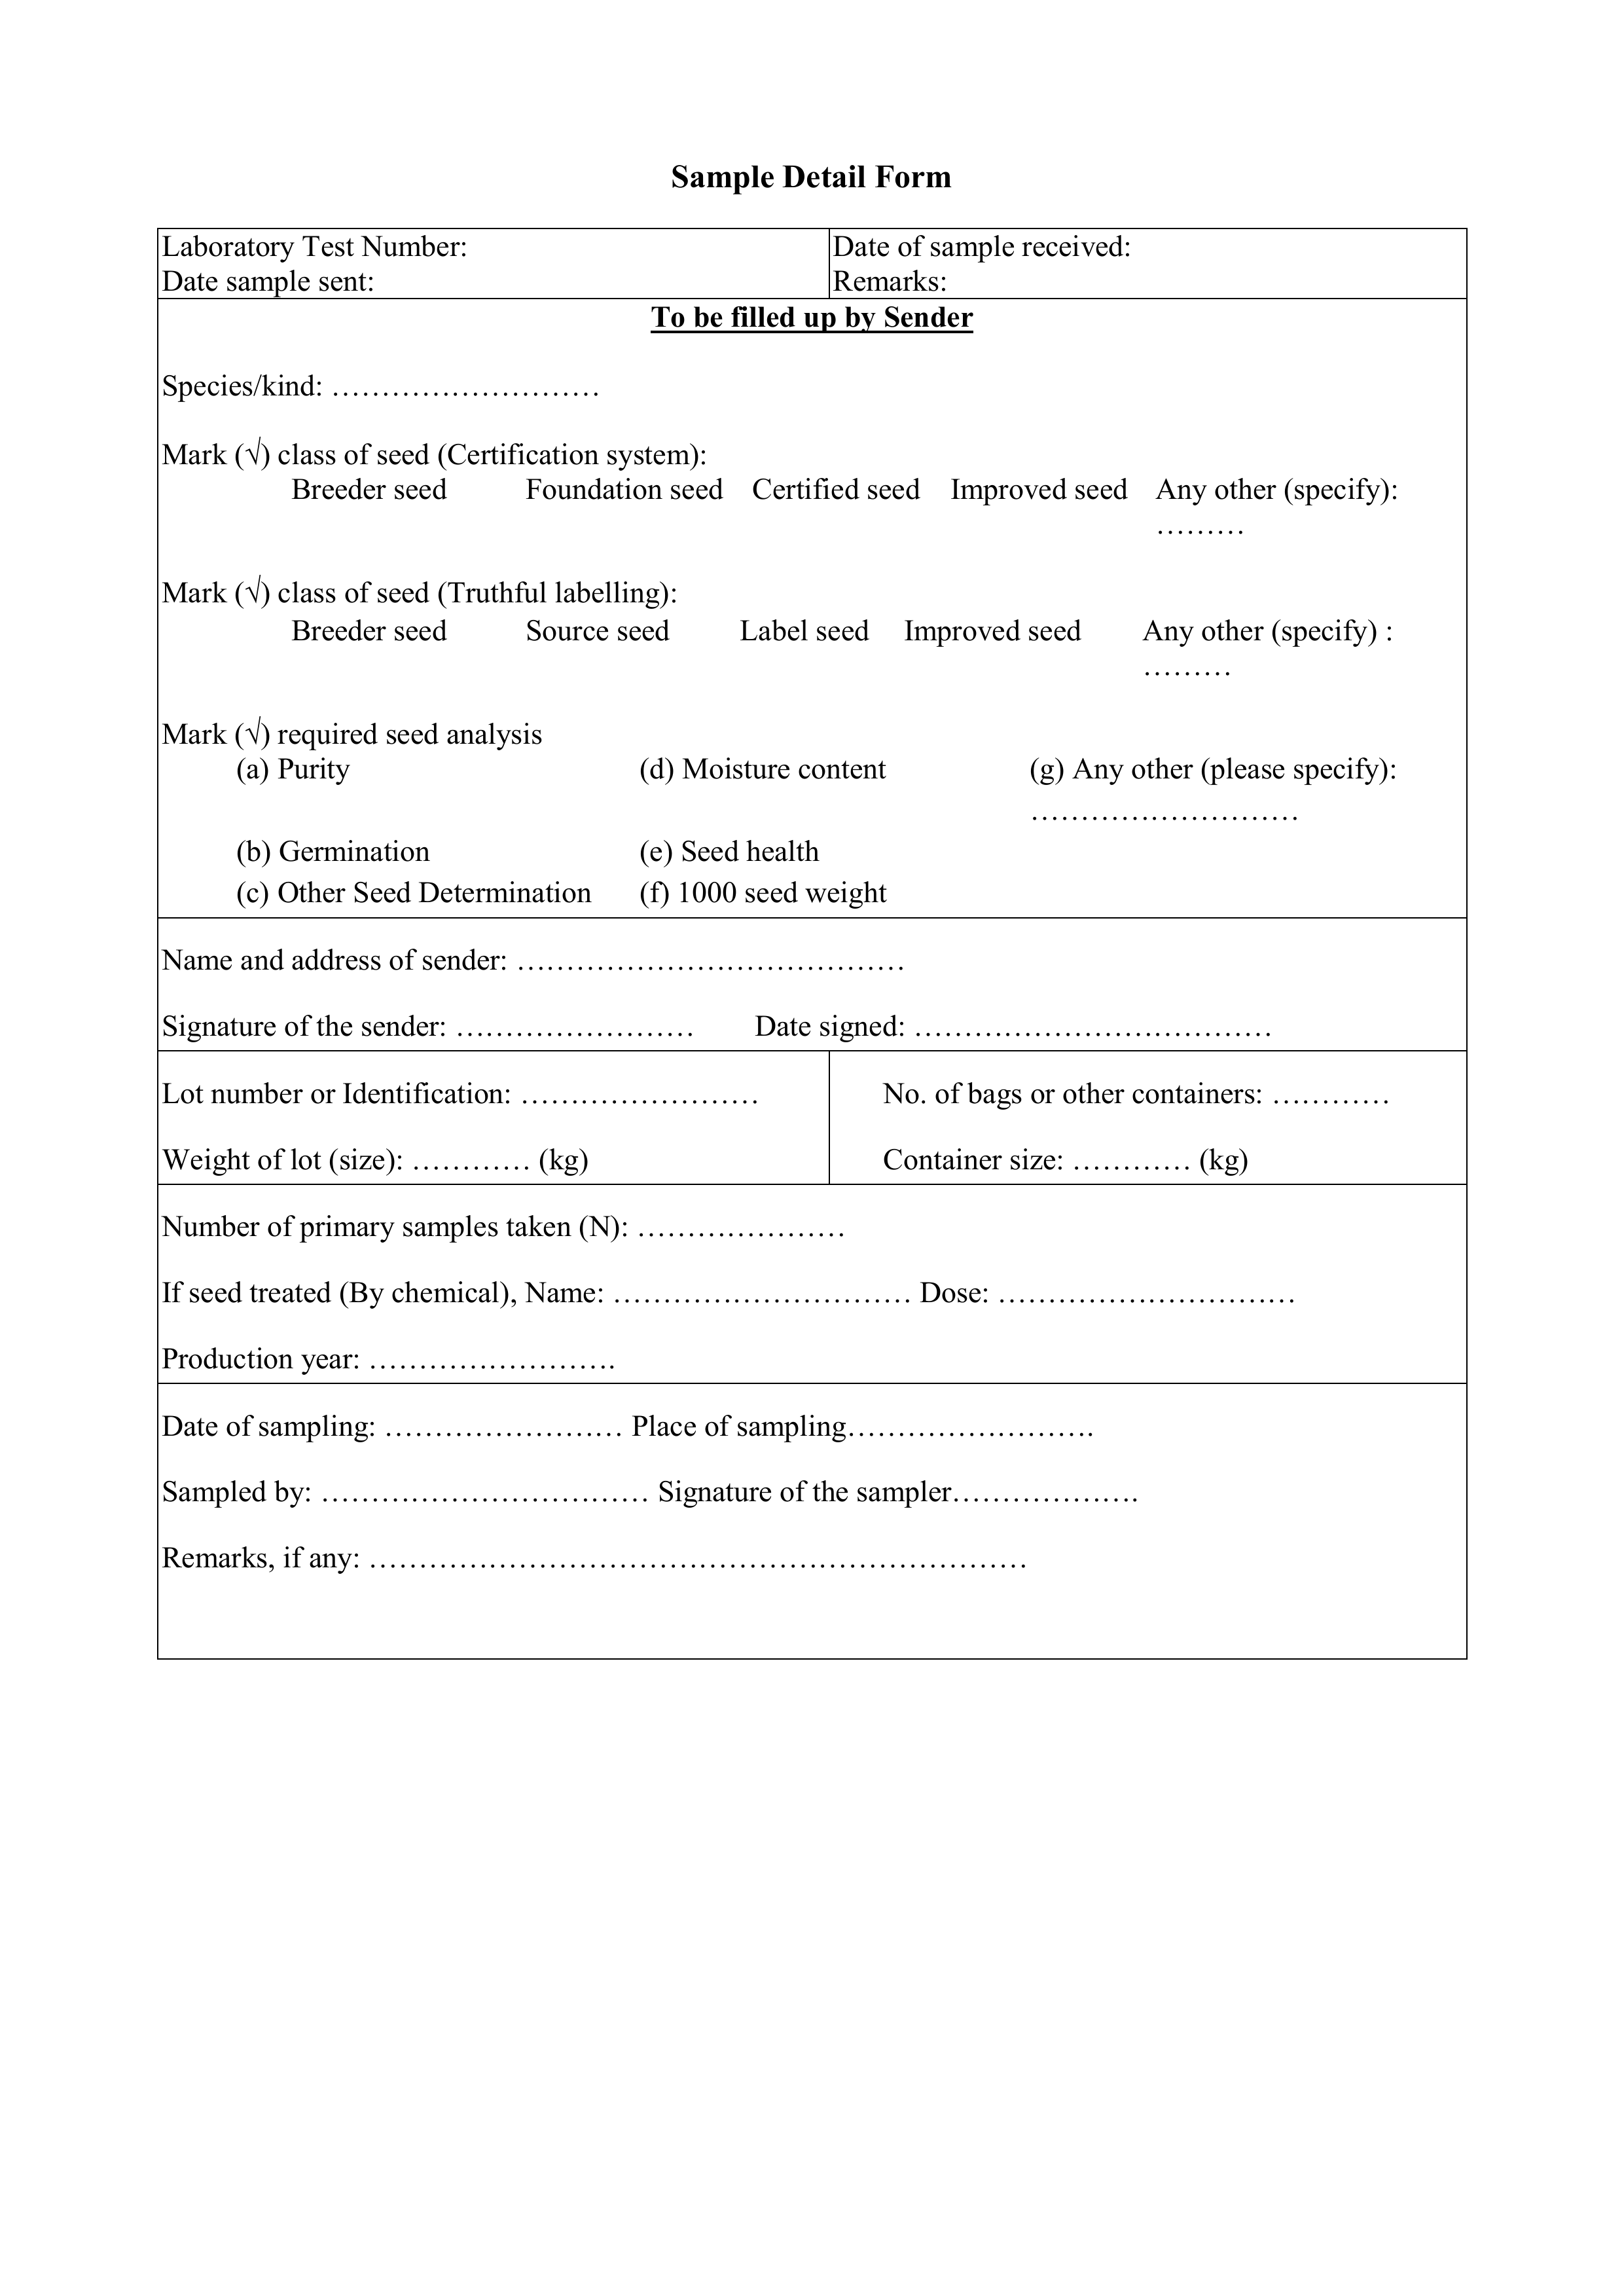 Sample Detail Form
Laboratory Test Number:
Date sample sent:
Date of sample received:
Remarks:
To be filled up by Sender
Species/kind: ………………………
Mark (√) class of seed (Certification system):
Breeder seed Foundation seed Certified seed Improved seed Any other (specify):
………
Mark (√) class of seed (Truthful labelling):
Breeder seed Source seed Label seed Improved seed Any other (specify) :
………
Mark (√) required seed analysis
(a) Purity (d) Moisture content (g) Any other (please specify):
………………………
(b) Germination (e) Seed health
(c) Other Seed Determination (f) 1000 seed weight
Name and address of sender: …………………………………
Signature of the sender: …………………… Date signed: ………………………………
Lot number or Identification: ……………………
Weight of lot (size): ………… (kg)
No. of bags or other containers: …………
Container size: ………… (kg)
Number of primary samples taken (N): …………………
If seed treated (By chemical), Name: ………………………… Dose: …………………………
Production year: …………………….
Date of sampling: …………………… Place of sampling…………………….
Sampled by: …………………………… Signature of the sampler……………….
Remarks, if any: …………………………………………………………